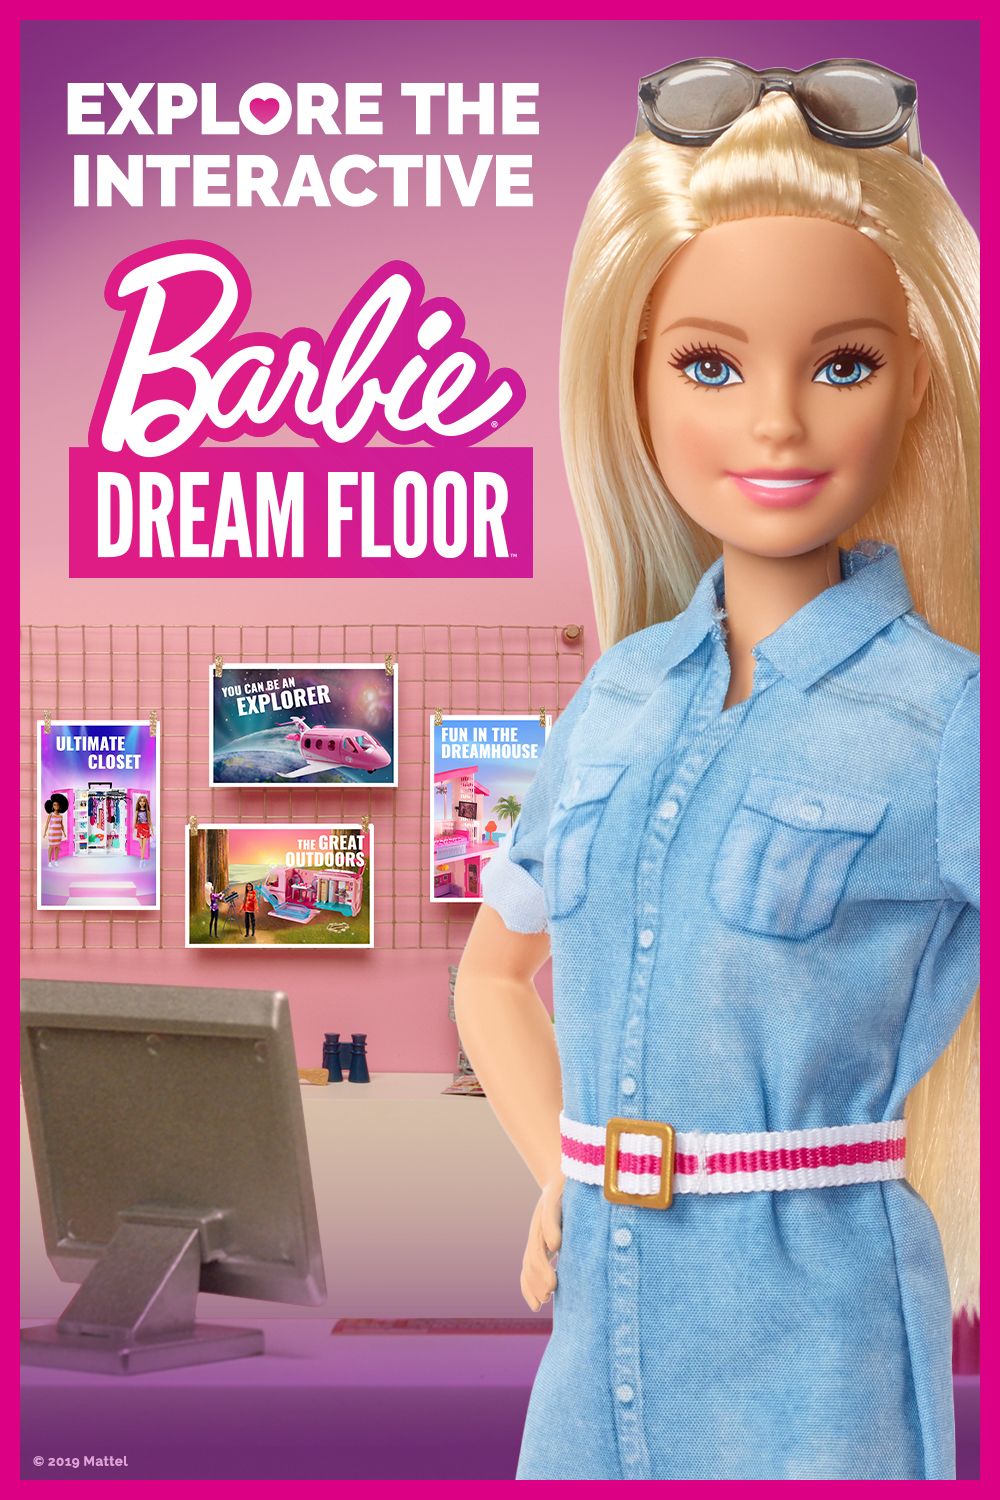 EXPLORE THE
INTERACTIVE
Barbie®
DREAM FLOOR™
YOU CAN BE AN
EXPLORER
ULTIMATE
CLOSET
FUN IN THE
DREAMHOUSE
THE GREAT
OUTDOORS
© 2019 Mattel